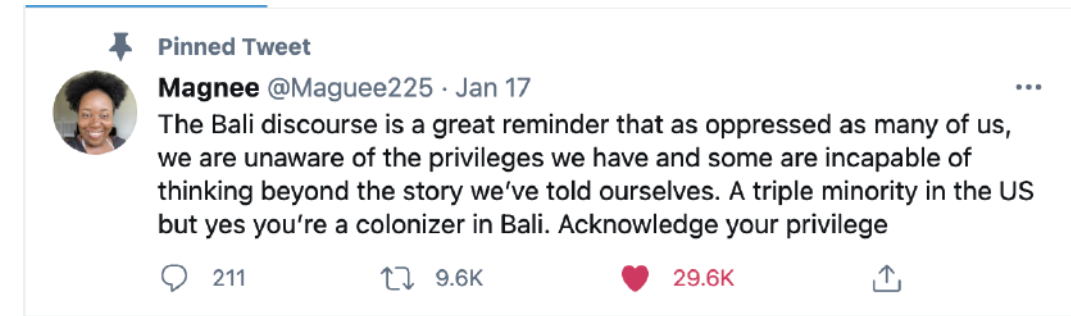 Pinned Tweet
Magnee @Maguee225 · Jan 17
The Bali discourse is a great reminder that as oppressed as many of us,
we are unaware of the privileges we have and some are incapable of
thinking beyond the story we’ve told ourselves. A triple minority in the US
but yes you’re a colonizer in Bali. Acknowledge your privilege
211 9.6K 29.6K